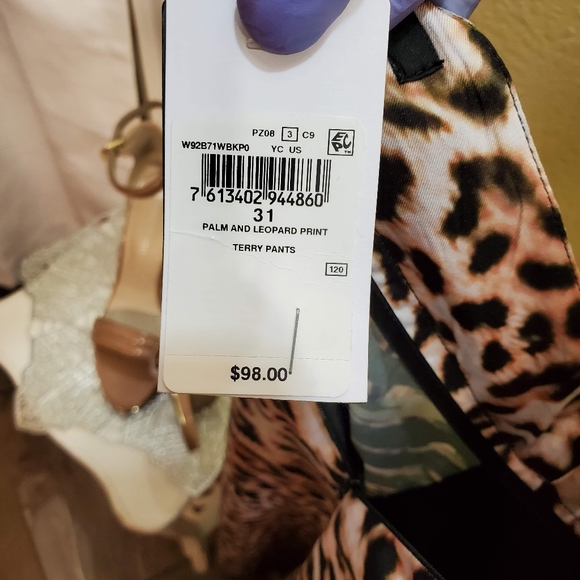 PZ08 3 C9
EPC
W92B71WBKP0 YC US
7 613402 944860
31
PALM AND LEOPARD PRINT
TERRY PANTS
120
$98.00